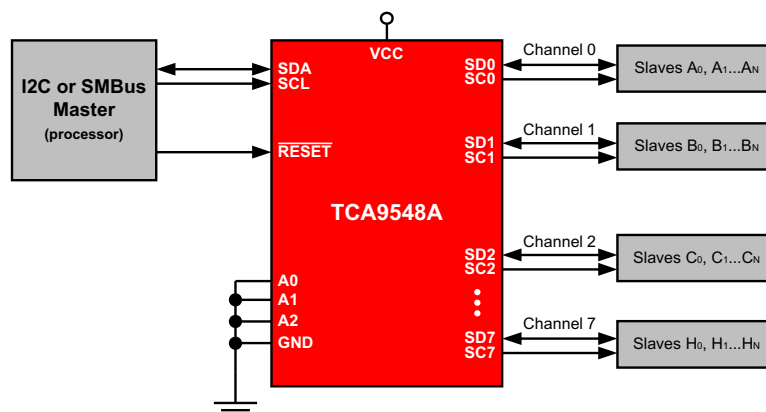 I2C or SMBus
Master
(processor)
VCC
SDA
SCL
RESET
TCA9548A
A0
A1
A2
GND
SD0
SC0
Channel 0
Slaves A0, A1...AN
SD1
SC1
Channel 1
Slaves B0, B1...BN
SD2
SC2
Channel 2
Slaves C0, C1...CN
SD7
SC7
Channel 7
Slaves H0, H1...HN